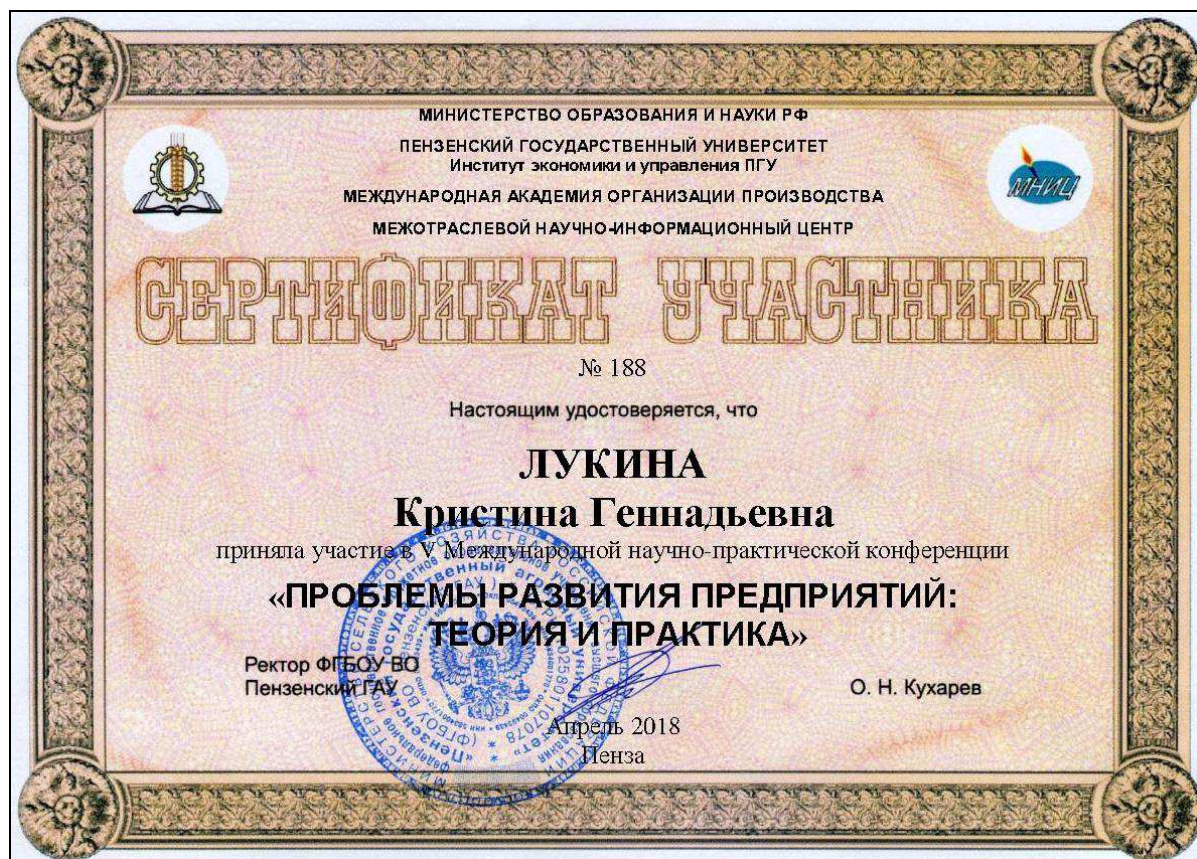 МИНИСТЕРСТВО ОБРАЗОВАНИЯ И НАУКИ РФ
ПЕНЗЕНСКИЙ ГОСУДАРСТВЕННЫЙ УНИВЕРСИТЕТ
Институт экономики и управления ПГУ
МЕЖДУНАРОДНАЯ АКАДЕМИЯ ОРГАНИЗАЦИИ ПРОИЗВОДСТВА
МЕЖОТРАСЛЕВОЙ НАУЧНО-ИНФОРМАЦИОННЫЙ ЦЕНТР
МНИЦ
СЕРТИФИКАТ УЧАСТНИКА
№ 188
Настоящим удостоверяется, что
ЛУКИНА
Кристина Геннадьевна
приняла участие в V Международной научно-практической конференции
«ПРОБЛЕМЫ РАЗВИТИЯ ПРЕДПРИЯТИЙ:
ТЕОРИЯ И ПРАКТИКА»
Ректор ФГБОУ ВО
Пензенский ГАУ
О. Н. Кухарев
Апрель 2018
Пенза